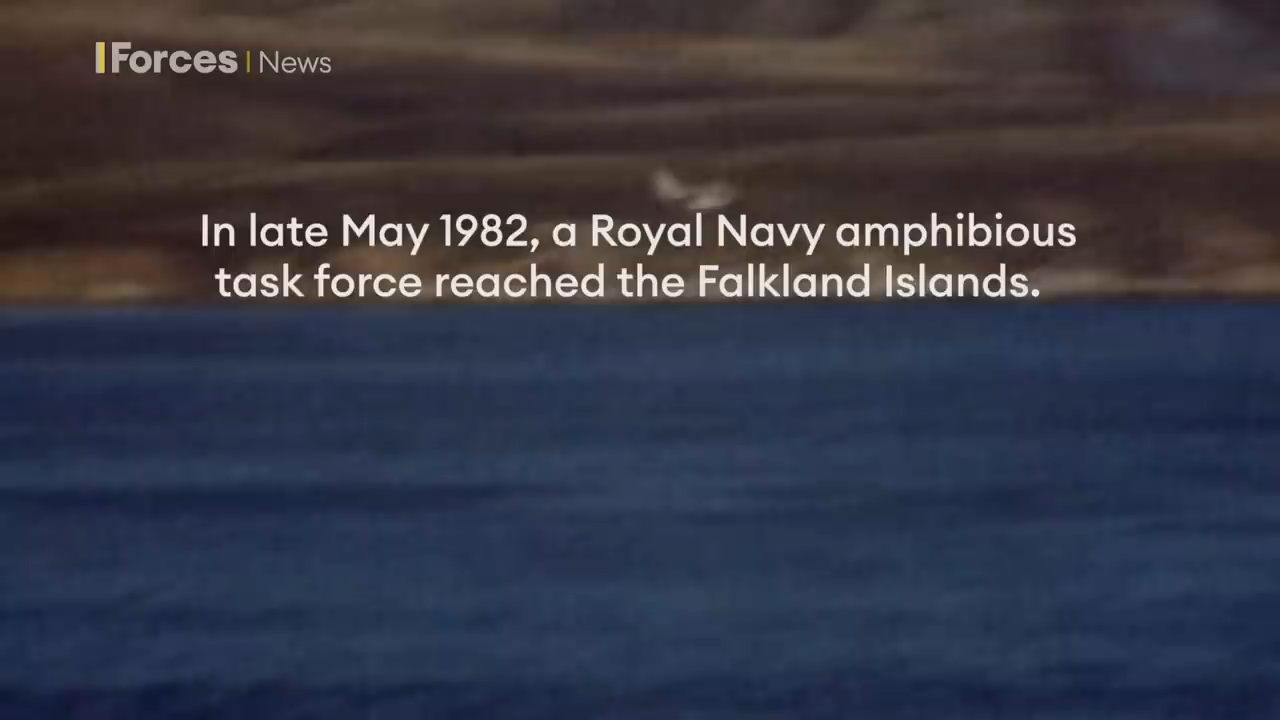 Forces | News
In late May 1982, a Royal Navy amphibious
task force reached the Falkland Islands.